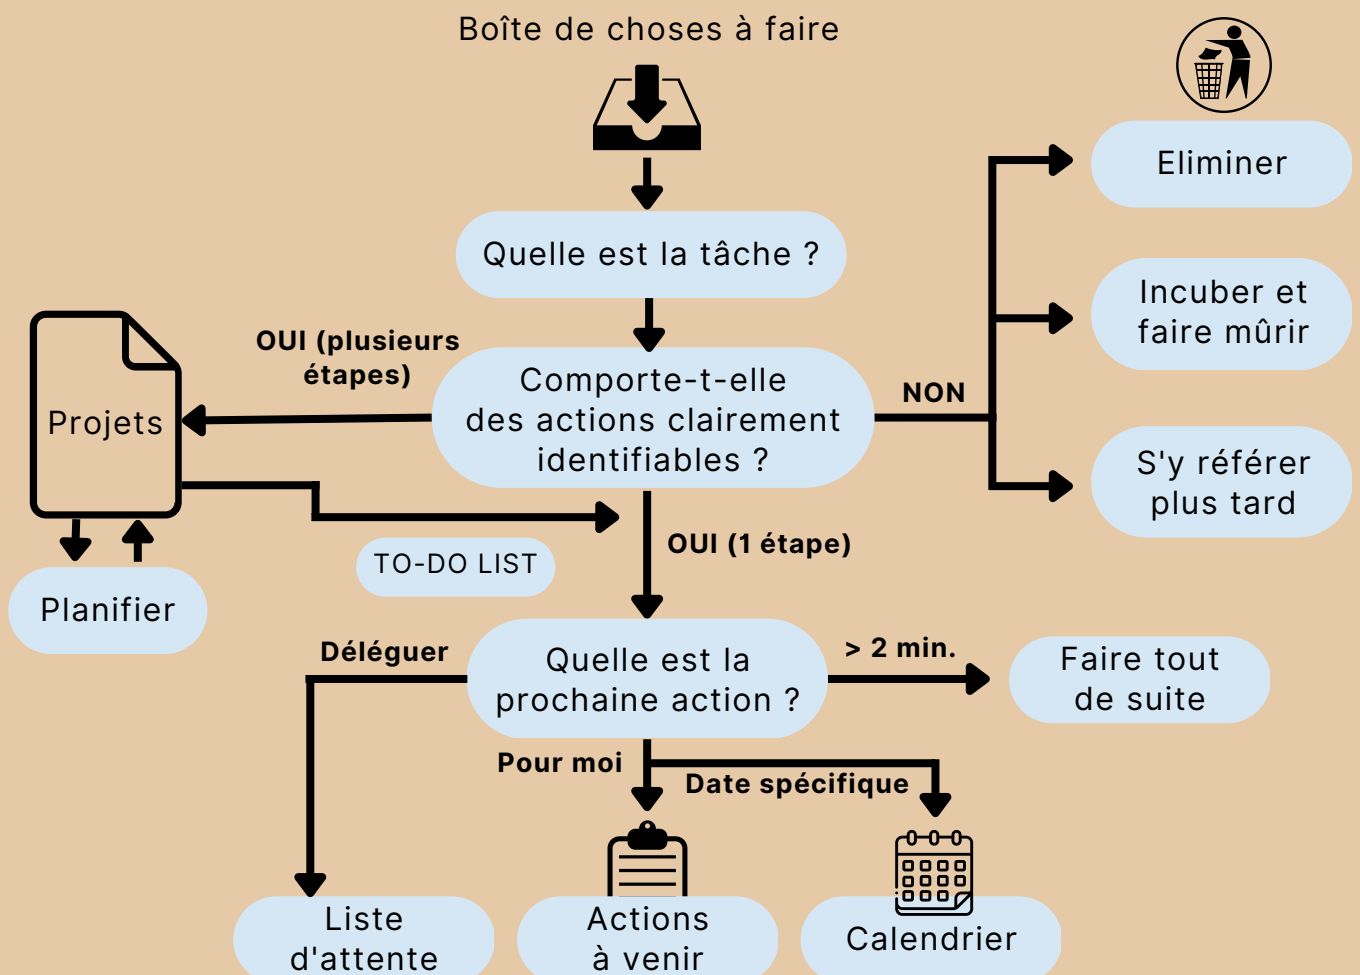 Boîte de choses à faire
Eliminer
Quelle est la tâche ?
Incuber et
faire mûrir
OUI (plusieurs
étapes)
Comporte-t-elle
des actions clairement
identifiables ?
NON
Projets
S'y référer
plus tard
OUI (1 étape)
TO-DO LIST
Planifier
Déléguer
Quelle est la
prochaine action ?
> 2 min.
Faire tout
de suite
Pour moi
Date spécifique
Liste
d'attente
Actions
à venir
Calendrier